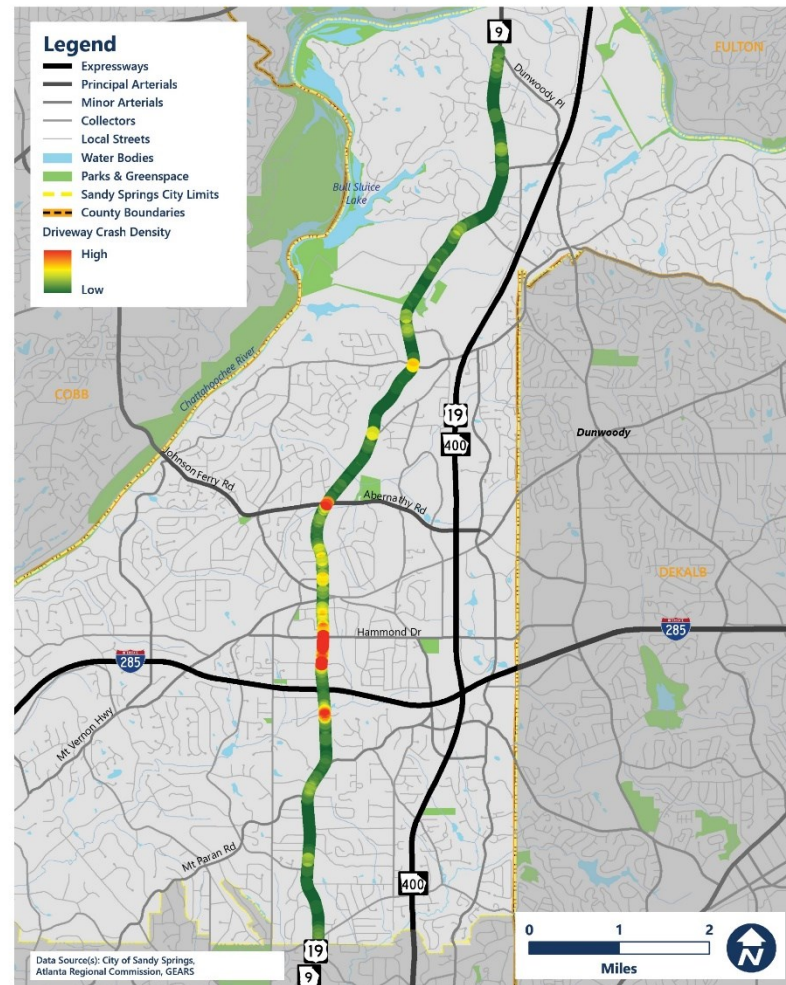 Legend
Expressways
Principal Arterials
Minor Arterials
Collectors
Local Streets
Water Bodies
Parks & Greenspace
Sandy Springs City Limits
County Boundaries
Driveway Crash Density
High
Low
9
FULTON
Dunwoody Pl
Bull Sluice
Lake
Chattahoochee River
COBB
19
400
Dunwoody
Johnson Ferry Rd
Abernathy Rd
DEKALB
Hammond Dr
285
285
Mt Vernon Hwy
Mt Paran Rd
400
19
9
0 1 2
Miles
N
Data Source(s): City of Sandy Springs,
Atlanta Regional Commission, GEARS